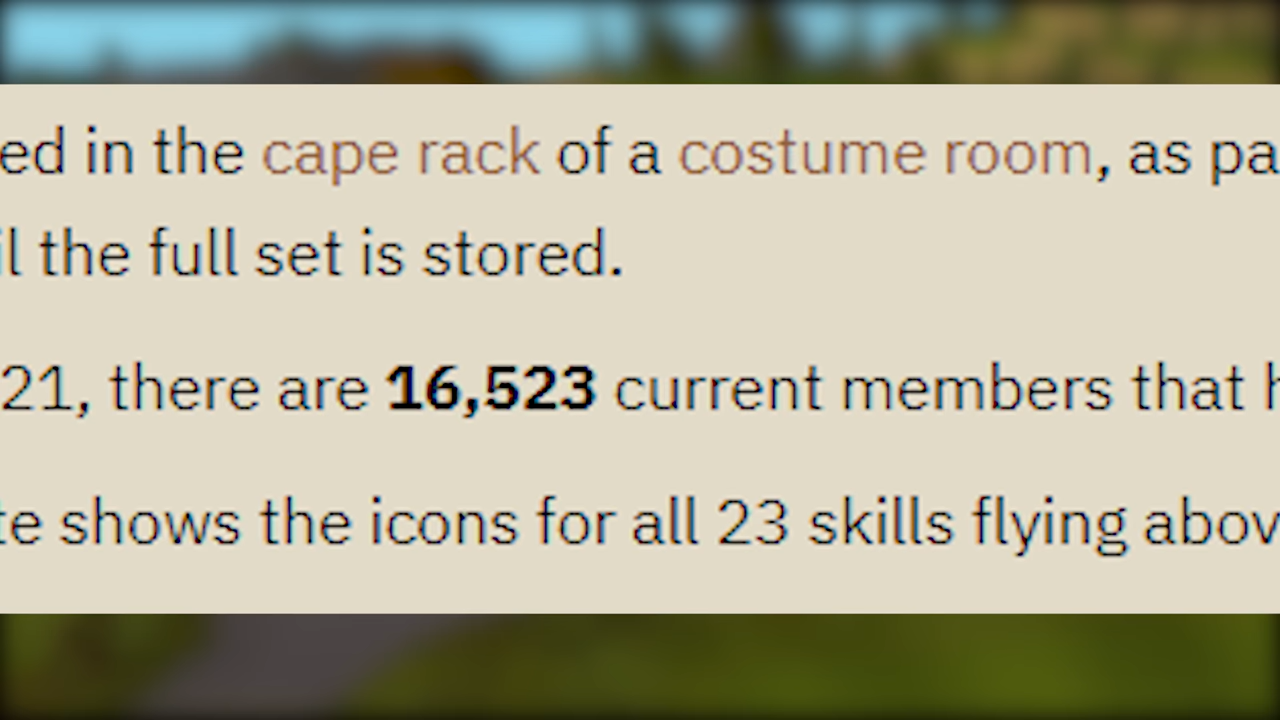 ed in the cape rack of a costume room, as pa
il the full set is stored.
21, there are 16,523 current members that h
te shows the icons for all 23 skills flying abov